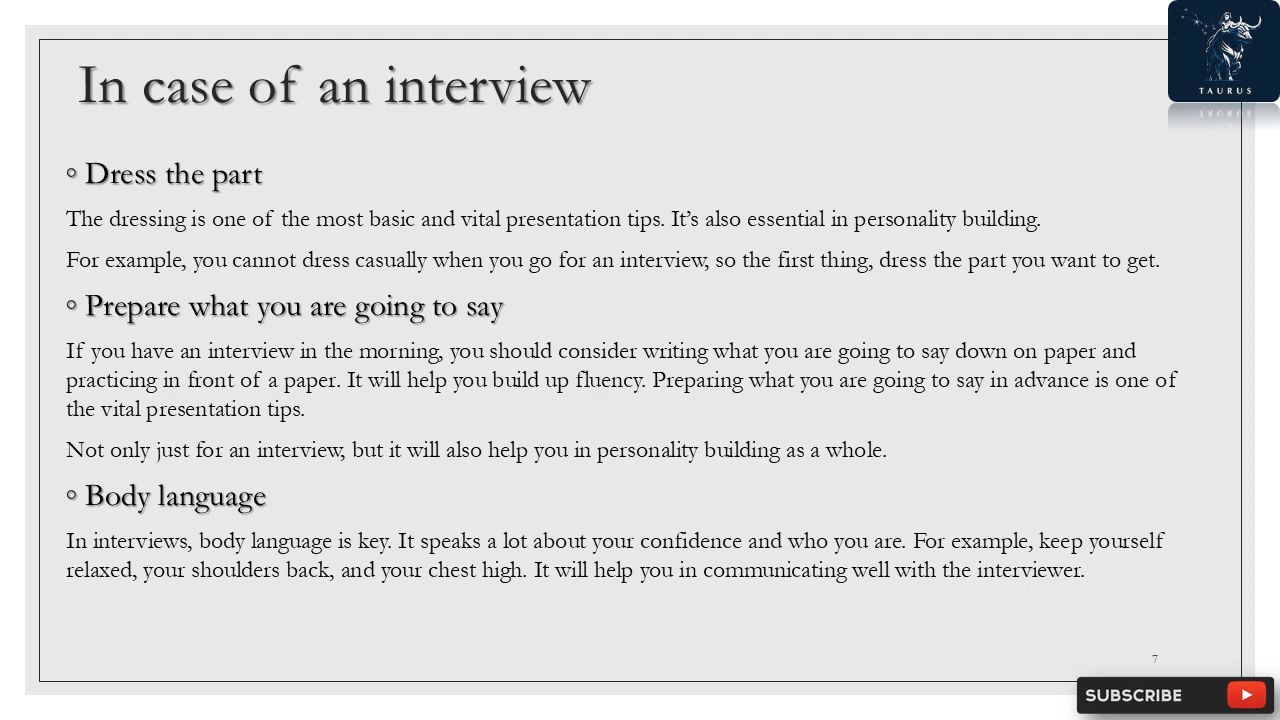 TAURUS
In case of an interview
° Dress the part
The dressing is one of the most basic and vital presentation tips. It’s also essential in personality building.
For example, you cannot dress casually when you go for an interview, so the first thing, dress the part you want to get.
° Prepare what you are going to say
If you have an interview in the morning, you should consider writing what you are going to say down on paper and
practicing in front of a paper. It will help you build up fluency. Preparing what you are going to say in advance is one of
the vital presentation tips.
Not only just for an interview, but it will also help you in personality building as a whole.
° Body language
In interviews, body language is key. It speaks a lot about your confidence and who you are. For example, keep yourself
relaxed, your shoulders back, and your chest high. It will help you in communicating well with the interviewer.
7
SUBSCRIBE